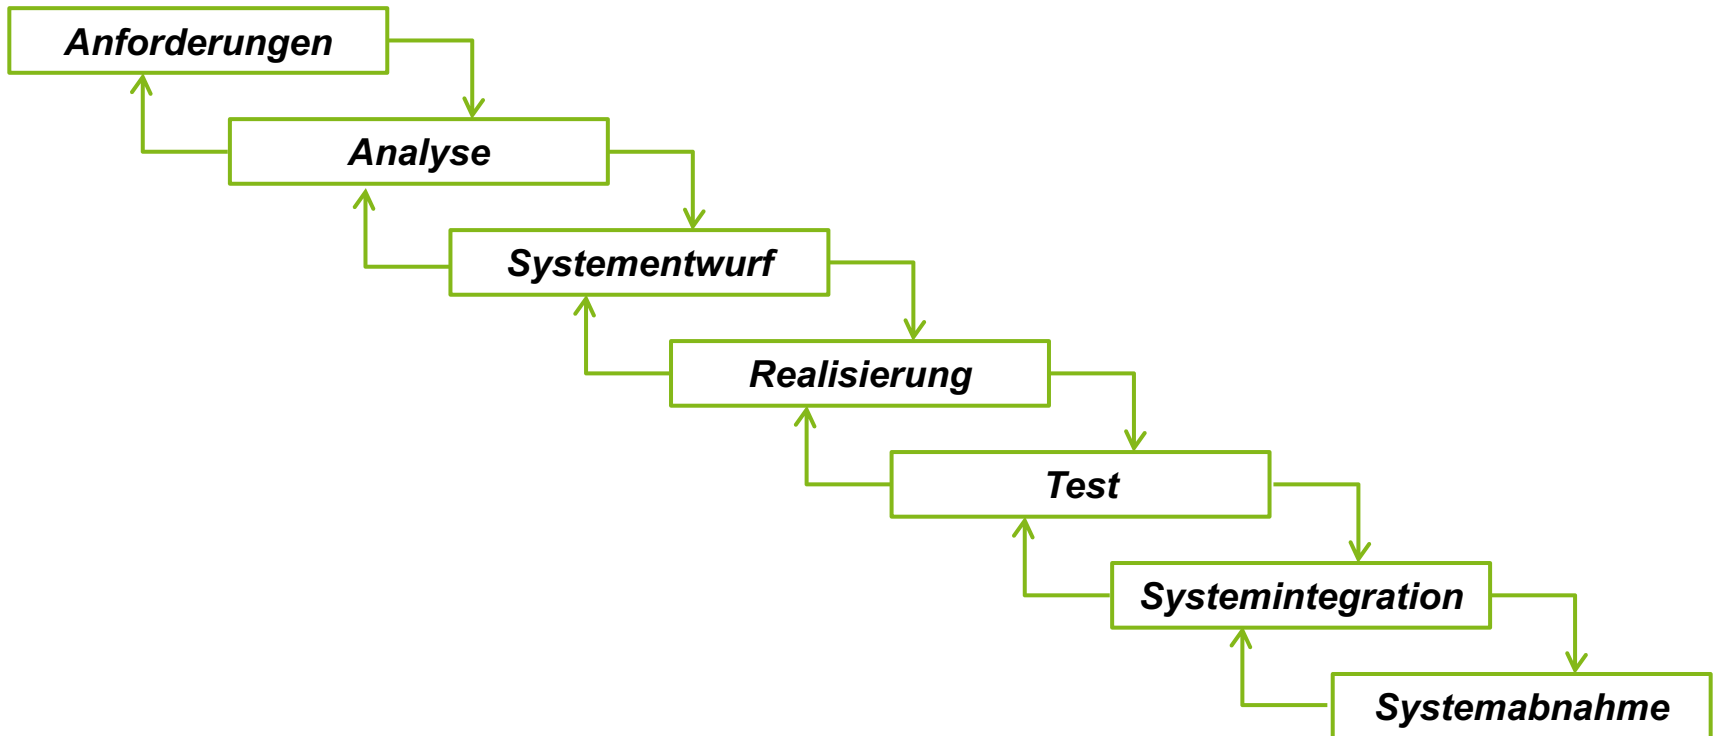 Anforderungen
Analyse
Systementwurf
Realisierung
Test
Systemintegration
Systemabnahme